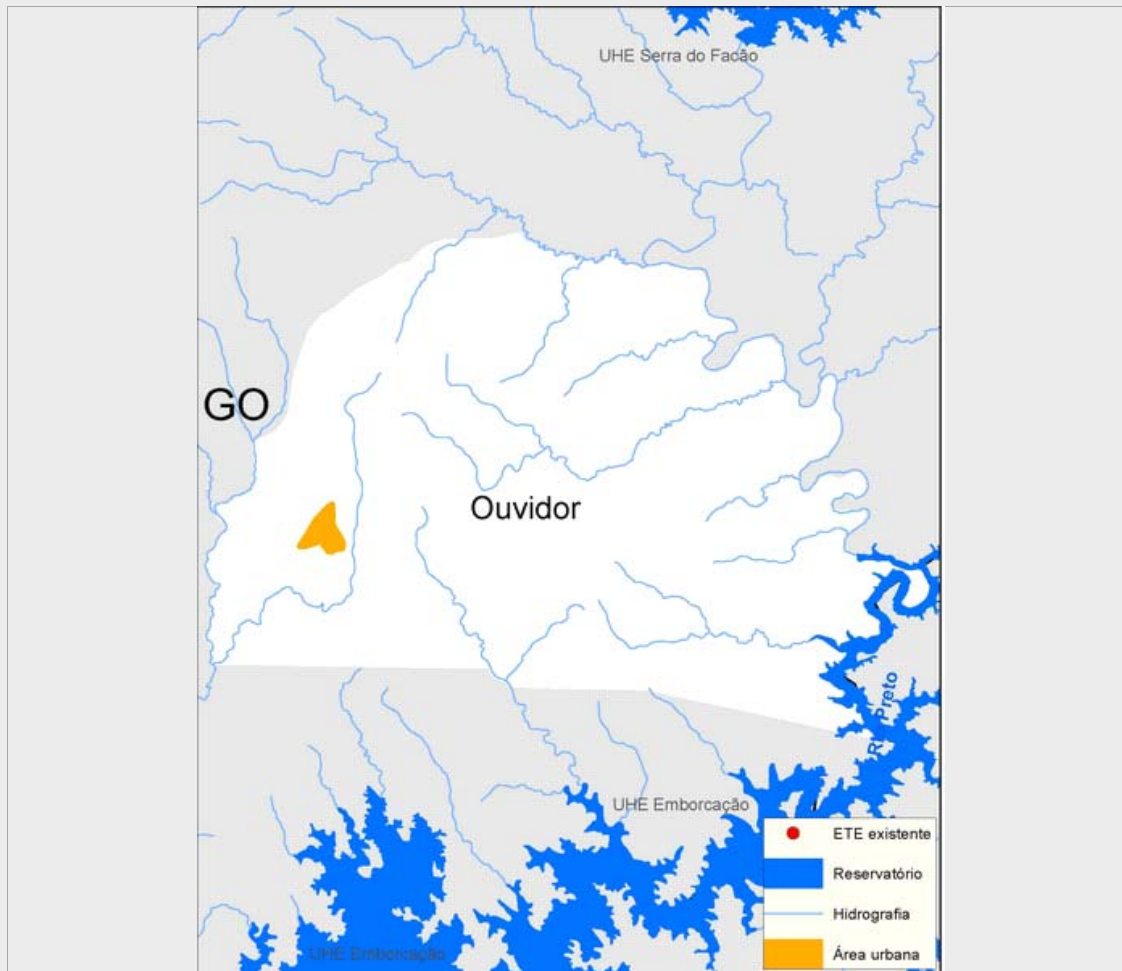 UHE Serra do Facão
GO
Ouvidor
Rio Preto
UHE Emborcação
ETE existente
Reservatório
Hidrografia
Área urbana
UHE Emborcação